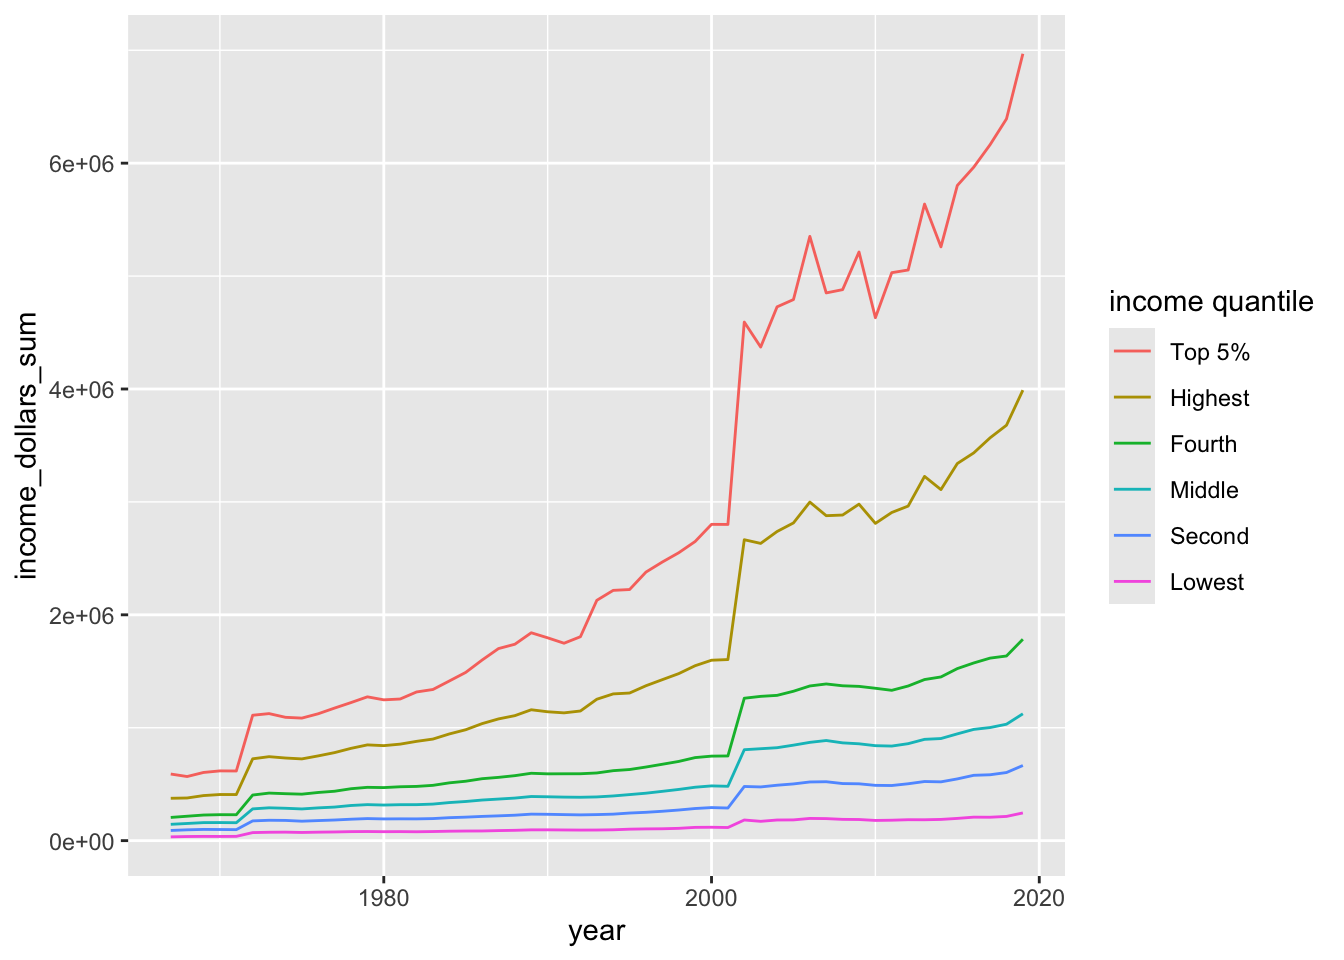 6e+06
4e+06
2e+06
0e+00
income_dollars_sum
1980
2000
2020
year
income quantile
Top 5%
Highest
Fourth
Middle
Second
Lowest